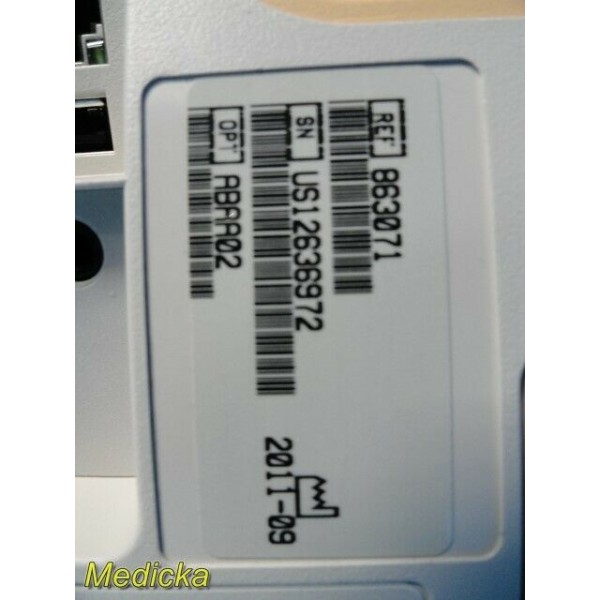 REF 863071
SN US12636972
OPT ABAA02
2011-09
Medicka